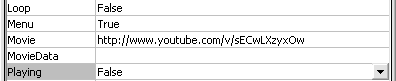 Loop False
Menu True
Movie http://www.youtube.com/v/sECwLXzyxOw
MovieData
Playing False